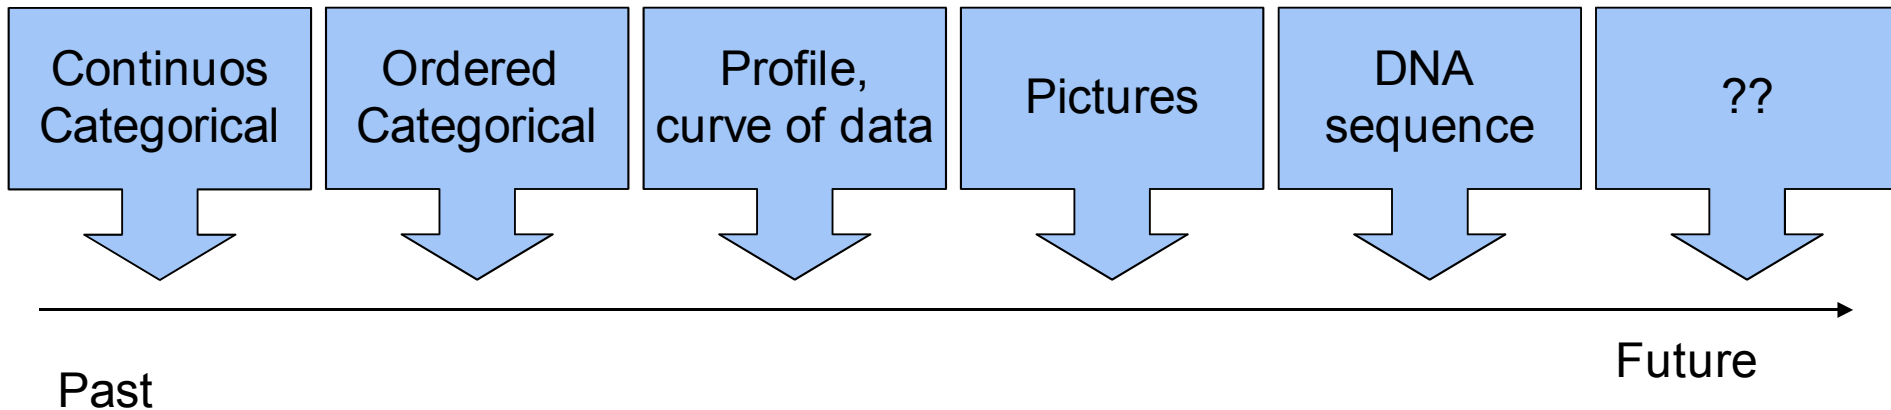 Continuos
Categorical
Ordered
Categorical
Profile,
curve of data
Pictures
DNA
sequence
??
Past
Future